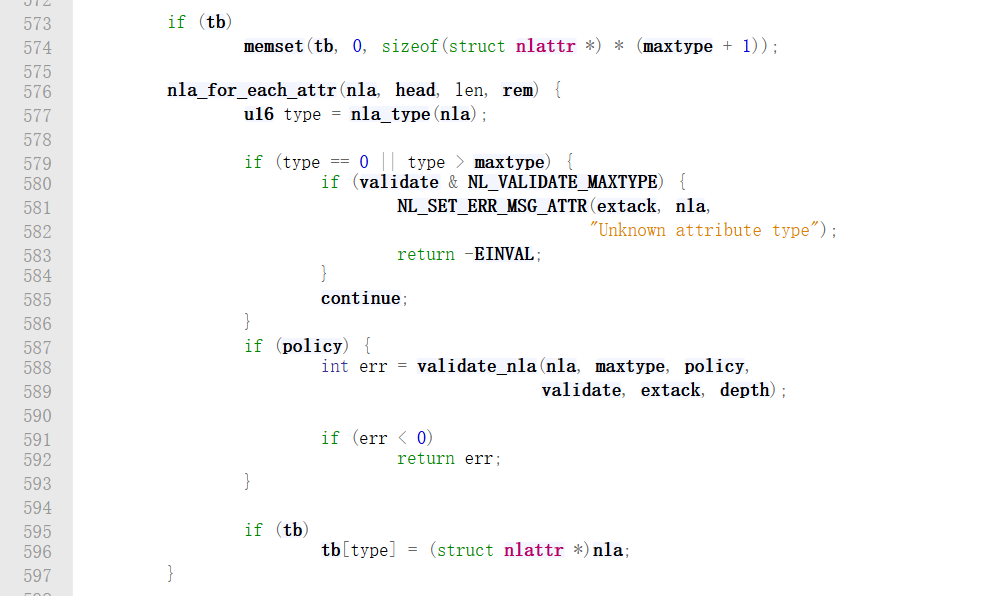 573 if (tb)
574 memset(tb, 0, sizeof(struct nlattr *) * (maxtype + 1));
575
576 nla_for_each_attr(nla, head, len, rem) {
577 u16 type = nla_type(nla);
578
579 if (type == 0 || type > maxtype) {
580 if (validate & NL_VALIDATE_MAXTYPE) {
581 NL_SET_ERR_MSG_ATTR(extack, nla,
582 "Unknown attribute type");
583 return -EINVAL;
584 }
585 continue;
586 }
587 if (policy) {
588 int err = validate_nla(nla, maxtype, policy,
589 validate, extack, depth);
590
591 if (err < 0)
592 return err;
593 }
594
595 if (tb)
596 tb[type] = (struct nlattr *)nla;
597 }